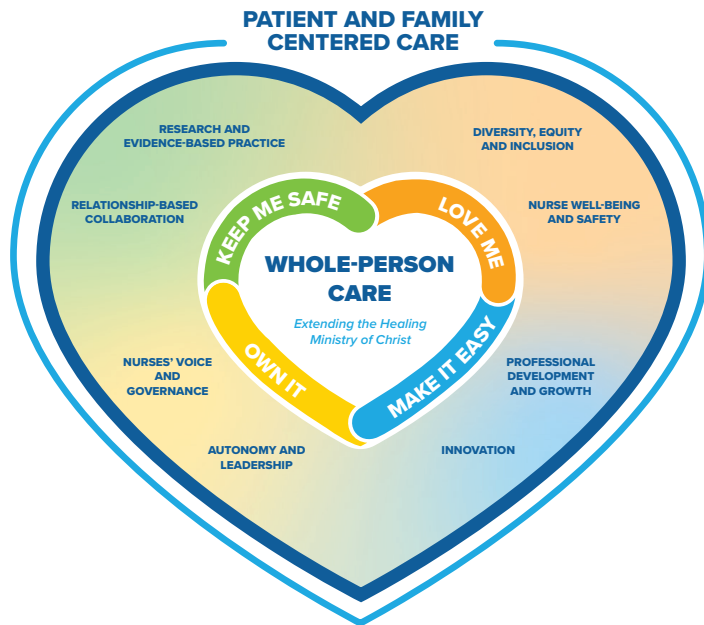 PATIENT AND FAMILY
CENTERED CARE
RESEARCH AND
EVIDENCE-BASED PRACTICE
DIVERSITY, EQUITY
AND INCLUSION
RELATIONSHIP-BASED
COLLABORATION
NURSE WELL-BEING
AND SAFETY
KEEP ME SAFE
LOVE ME
WHOLE-PERSON
CARE
Extending the Healing
Ministry of Christ
OWN IT
MAKE IT EASY
NURSES' VOICE
AND
GOVERNANCE
PROFESSIONAL
DEVELOPMENT
AND GROWTH
AUTONOMY AND
LEADERSHIP
INNOVATION